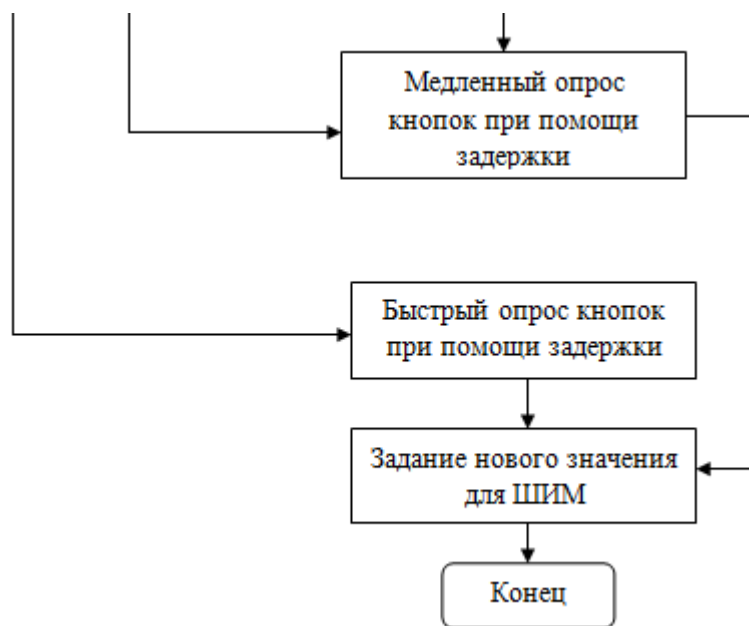 Медленный опрос
кнопок при помощи
задержки
Быстрый опрос кнопок
при помощи задержки
Задание нового значения
для ШИМ
Конец